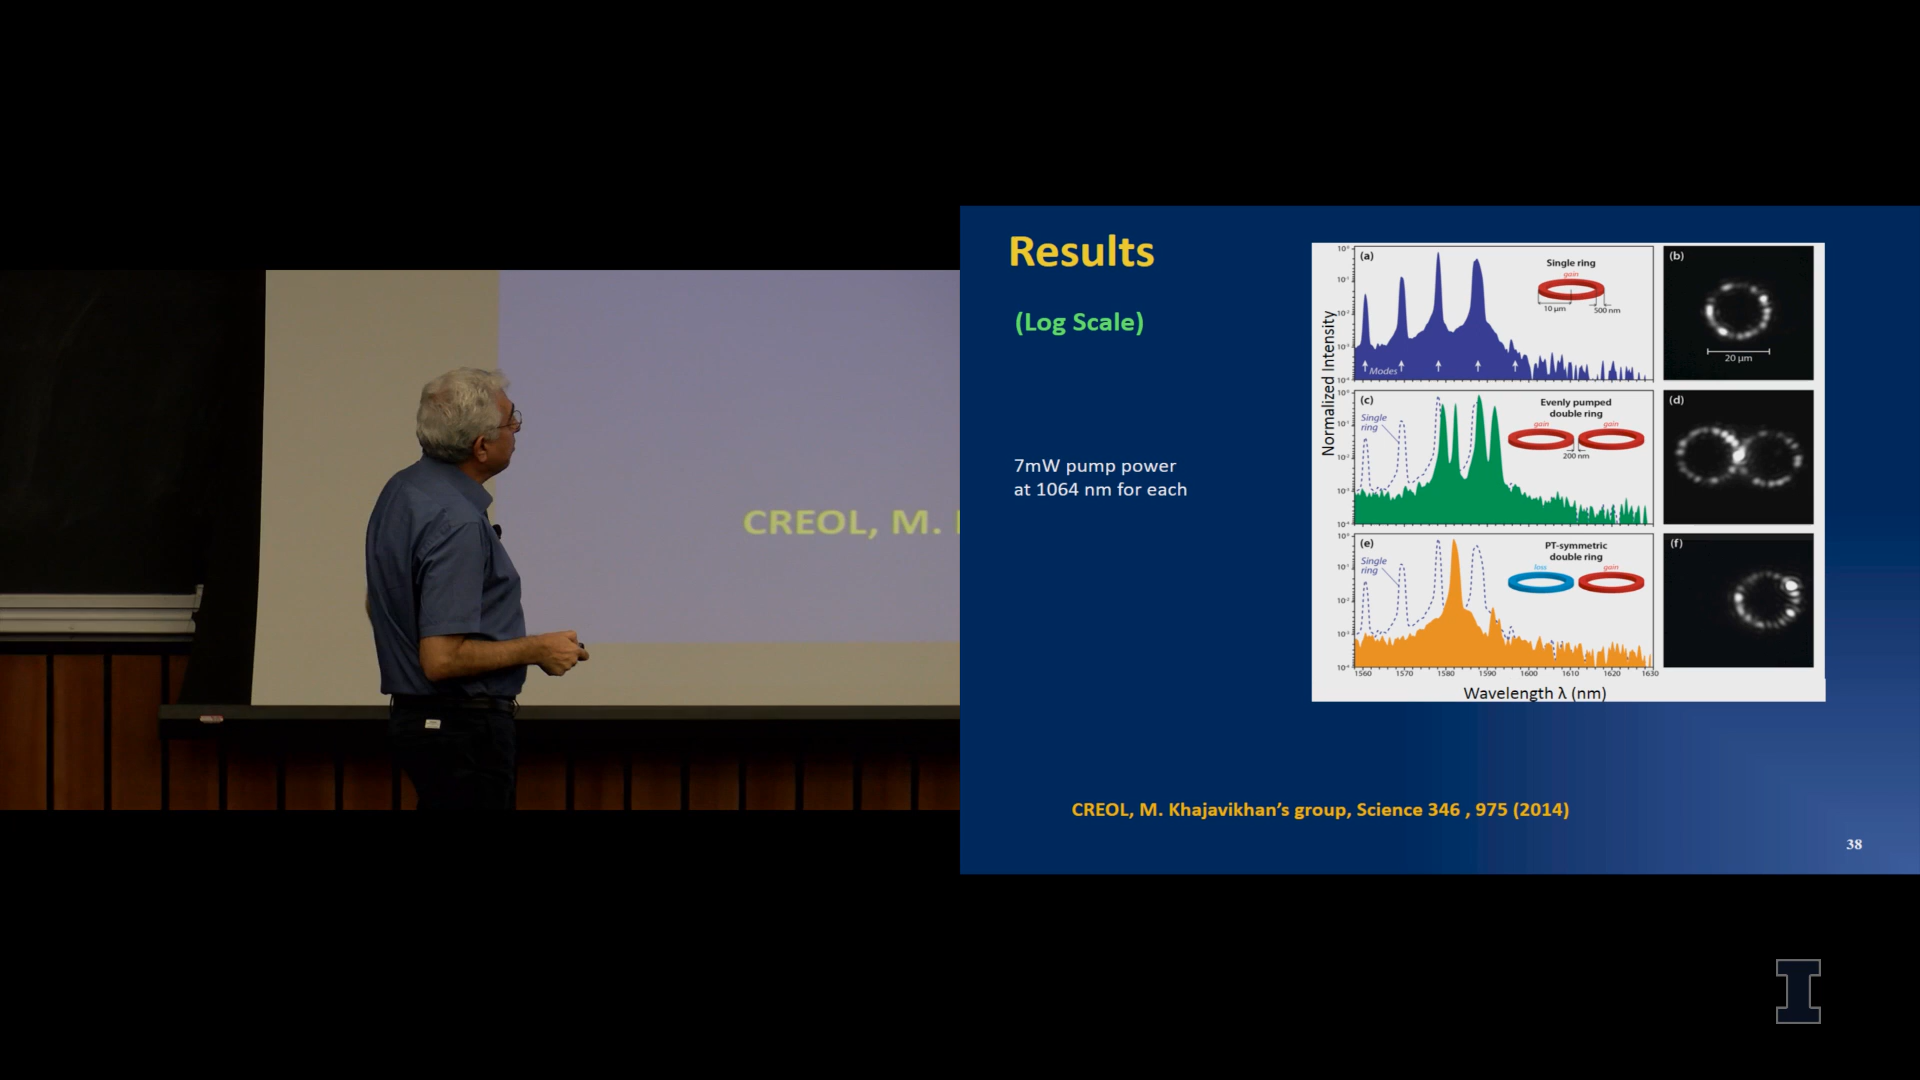 CREOL, M.
Results
(Log Scale)
7mW pump power
at 1064 nm for each
Normalized Intensity
(a)
Single ring
gain
10 µm
500 nm
Modes
(b)
20 µm
(c)
Single
ring
Evenly pumped
double ring
gain
gain
200 nm
(d)
(e)
Single
ring
PT-symmetric
double ring
loss
gain
(f)
1560 1570 1580 1590 1600 1610 1620 1630
Wavelength λ (nm)
CREOL, M. Khajavikhan’s group, Science 346 , 975 (2014)
38